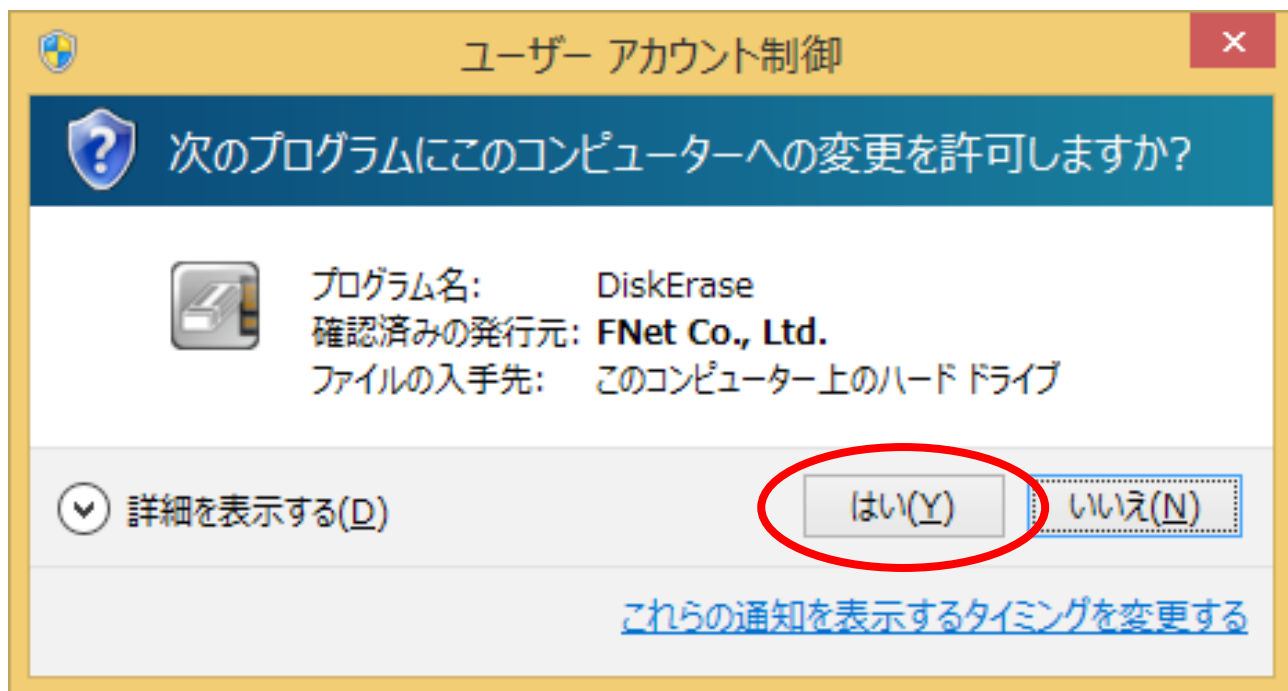 ユーザー アカウント制御
次のプログラムにこのコンピューターへの変更を許可しますか?
プログラム名: DiskErase
確認済みの発行元: FNet Co., Ltd.
ファイルの入手先: このコンピューター上のハード ドライブ
詳細を表示する(D) はい(Y) いいえ(N)
これらの通知を表示するタイミングを変更する